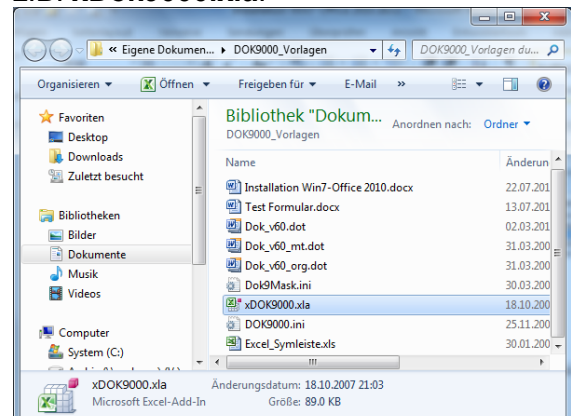 z.B. xDOK9000.xla:
« Eigene Dokumen... ▸ DOK9000_Vorlagen
DOK9000_Vorlagen du...
Organisieren Öffnen Freigeben für E-Mail »
Favoriten
Desktop
Downloads
Zuletzt besucht
Bibliotheken
Bilder
Dokumente
Musik
Videos
Computer
System (C:)
Bibliothek "Dokum...
DOK9000_Vorlagen
Anordnen nach: Ordner
Name Änderun
Installation Win7-Office 2010.docx 22.07.201
Test Formular.docx 13.07.201
Dok_v60.dot 02.03.201
Dok_v60_mt.dot 31.03.200
Dok_v60_org.dot 31.03.200
Dok9Mask.ini 30.03.200
xDOK9000.xla 18.10.200
DOK9000.ini 25.11.200
Excel_Symleiste.xls 30.01.200
xDOK9000.xla Änderungsdatum: 18.10.2007 21:03
Microsoft Excel-Add-In Größe: 89.0 KB